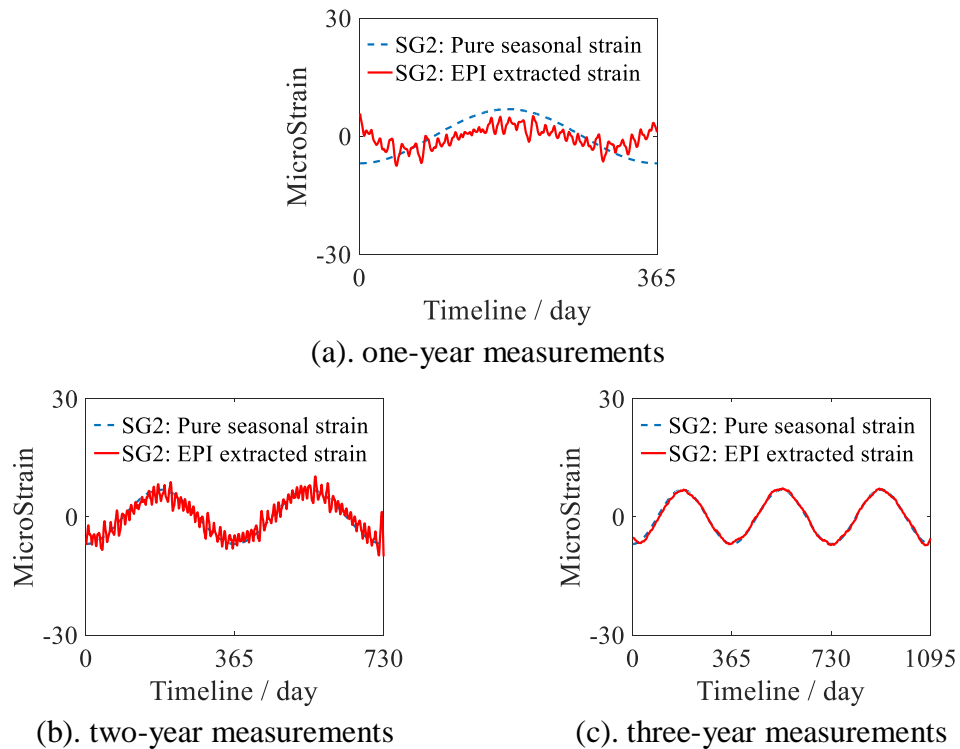 30
SG2: Pure seasonal strain
SG2: EPI extracted strain
MicroStrain
0
-30
0
365
Timeline / day
(a). one-year measurements
30
SG2: Pure seasonal strain
SG2: EPI extracted strain
MicroStrain
0
-30
0
365
730
Timeline / day
(b). two-year measurements
30
SG2: Pure seasonal strain
SG2: EPI extracted strain
MicroStrain
0
-30
0
365
730
1095
Timeline / day
(c). three-year measurements